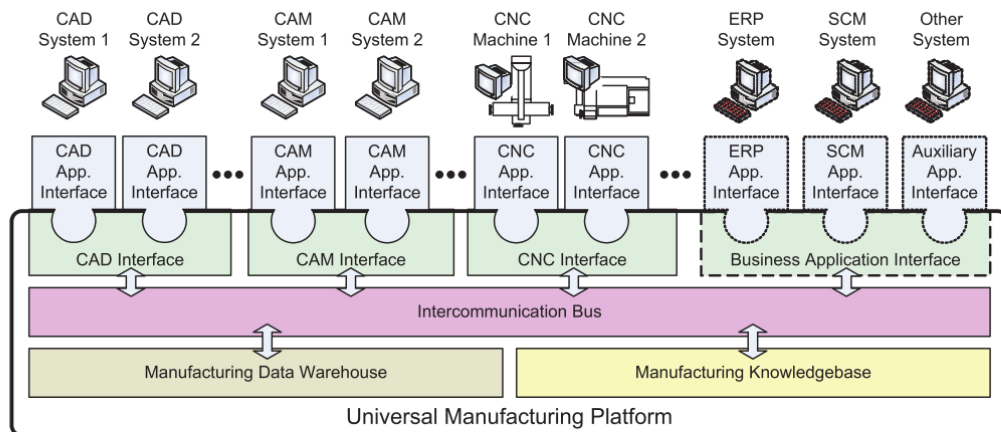 CAD
System 1
CAD
System 2
CAM
System 1
CAM
System 2
CNC
Machine 1
CNC
Machine 2
ERP
System
SCM
System
Other
System
CAD
App.
Interface
CAD
App.
Interface
CAM
App.
Interface
CAM
App.
Interface
CNC
App.
Interface
CNC
App.
Interface
ERP
App.
Interface
SCM
App.
Interface
Auxiliary
App.
Interface
CAD Interface
CAM Interface
CNC Interface
Business Application Interface
Intercommunication Bus
Manufacturing Data Warehouse
Manufacturing Knowledgebase
Universal Manufacturing Platform